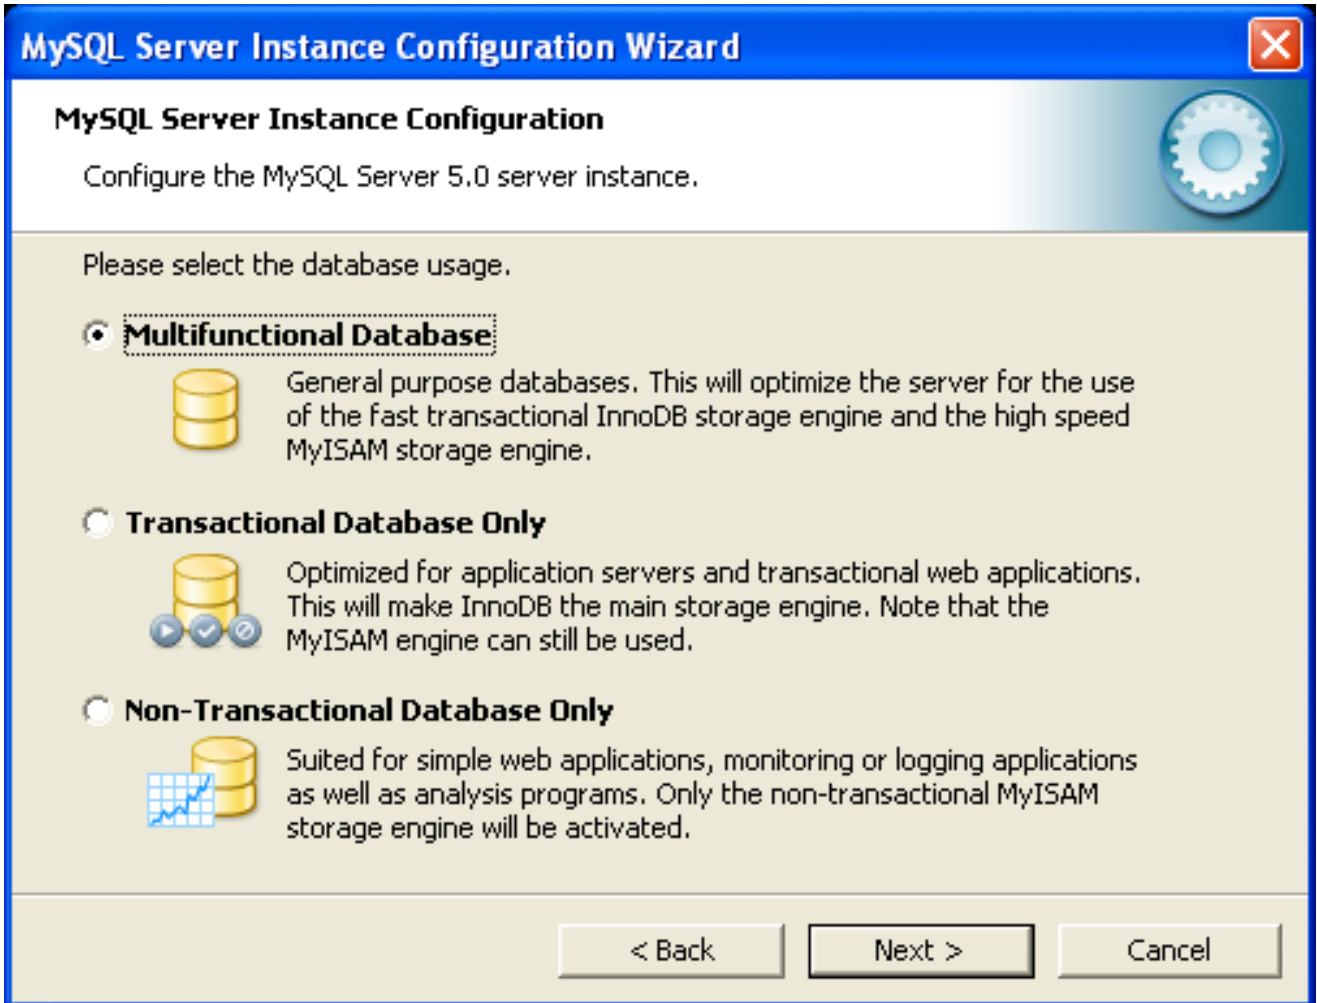 MySQL Server Instance Configuration Wizard
MySQL Server Instance Configuration
Configure the MySQL Server 5.0 server instance.
Please select the database usage.
Multifunctional Database
General purpose databases. This will optimize the server for the use
of the fast transactional InnoDB storage engine and the high speed
MyISAM storage engine.
Transactional Database Only
Optimized for application servers and transactional web applications.
This will make InnoDB the main storage engine. Note that the
MyISAM engine can still be used.
Non-Transactional Database Only
Suited for simple web applications, monitoring or logging applications
as well as analysis programs. Only the non-transactional MyISAM
storage engine will be activated.
< Back
Next >
Cancel